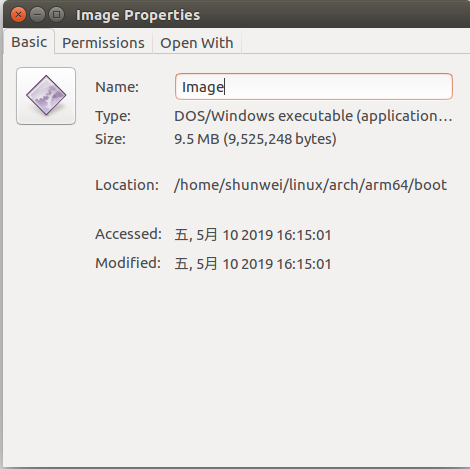 Image Properties
Basic Permissions Open With
Name: Image
Type: DOS/Windows executable (application...
Size: 9.5 MB (9,525,248 bytes)
Location: /home/shunwei/linux/arch/arm64/boot
Accessed: 五, 5月 10 2019 16:15:01
Modified: 五, 5月 10 2019 16:15:01